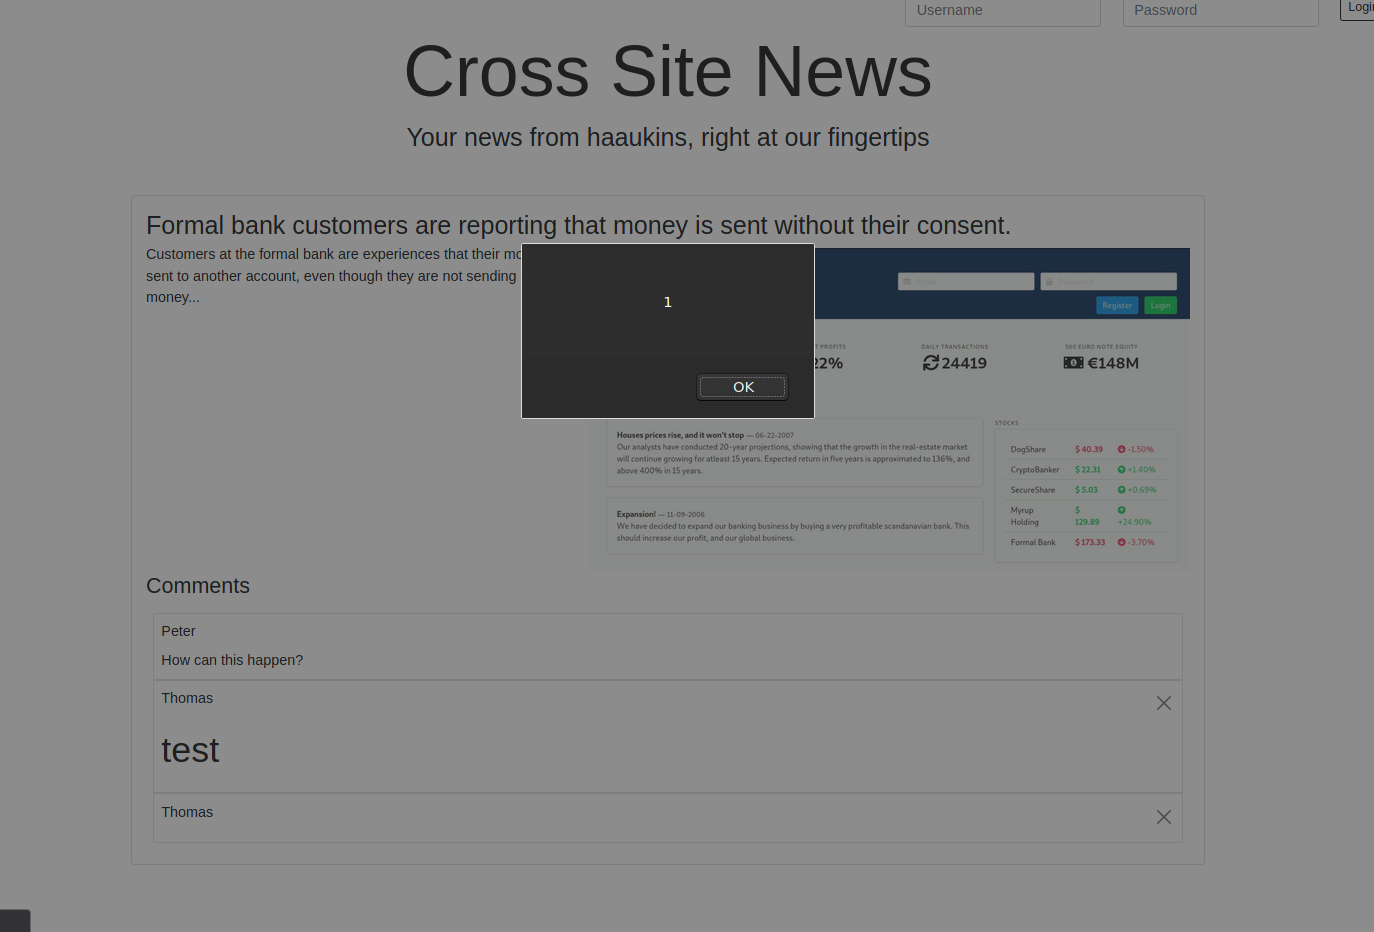 Username Password Login
Cross Site News
Your news from haaukins, right at our fingertips
Formal bank customers are reporting that money is sent without their consent.
Customers at the formal bank are experiences that their
sent to another account, even though they are not sending
money...
1
OK
Register Login
22%
DAILY TRANSACTIONS
24419
500 EURO NOTE EQUITY
€148M
Houses prices rise, and it won't stop — 06-22-2007
Our analysts have conducted 20-year projections, showing that the growth in the real-estate market
will continue growing for atleast 15 years. Expected return in five years is approximated to 136%, and
above 400% in 15 years.
Expansion! — 11-09-2006
We have decided to expand our banking business by buying a very profitable scandanavian bank. This
should increase our profit, and our global business.
STOCKS
DogShare $ 40.39 -1.50%
CryptoBanker $ 22.31 +1.40%
SecureShare $ 5.03 +0.69%
Myrup $
Holding 129.89 +24.90%
Formal Bank $ 173.33 -3.70%
Comments
Peter
How can this happen?
Thomas
test
Thomas